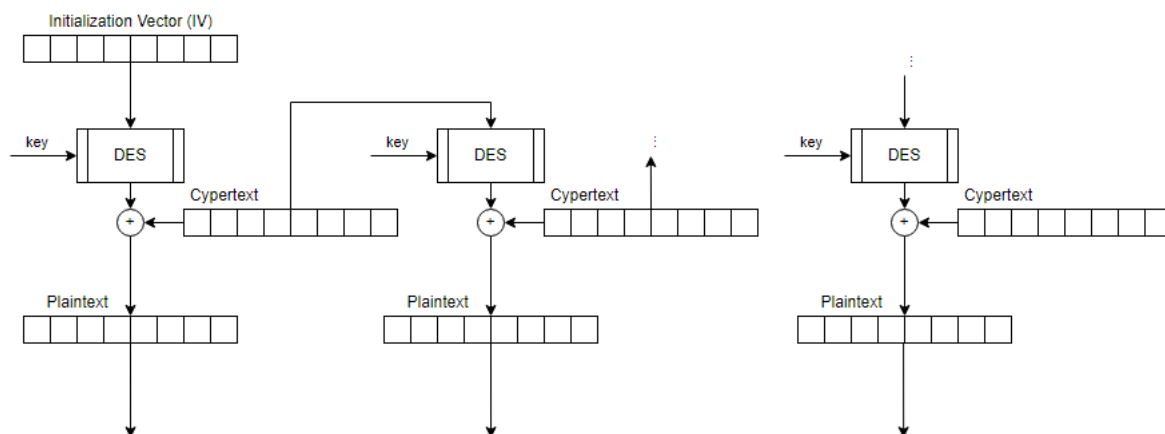 Initialization Vector (IV)
⋮
key
DES
key
DES
⋮
key
DES
Cypertext
Cypertext
Cypertext
+
+
+
Plaintext
Plaintext
Plaintext